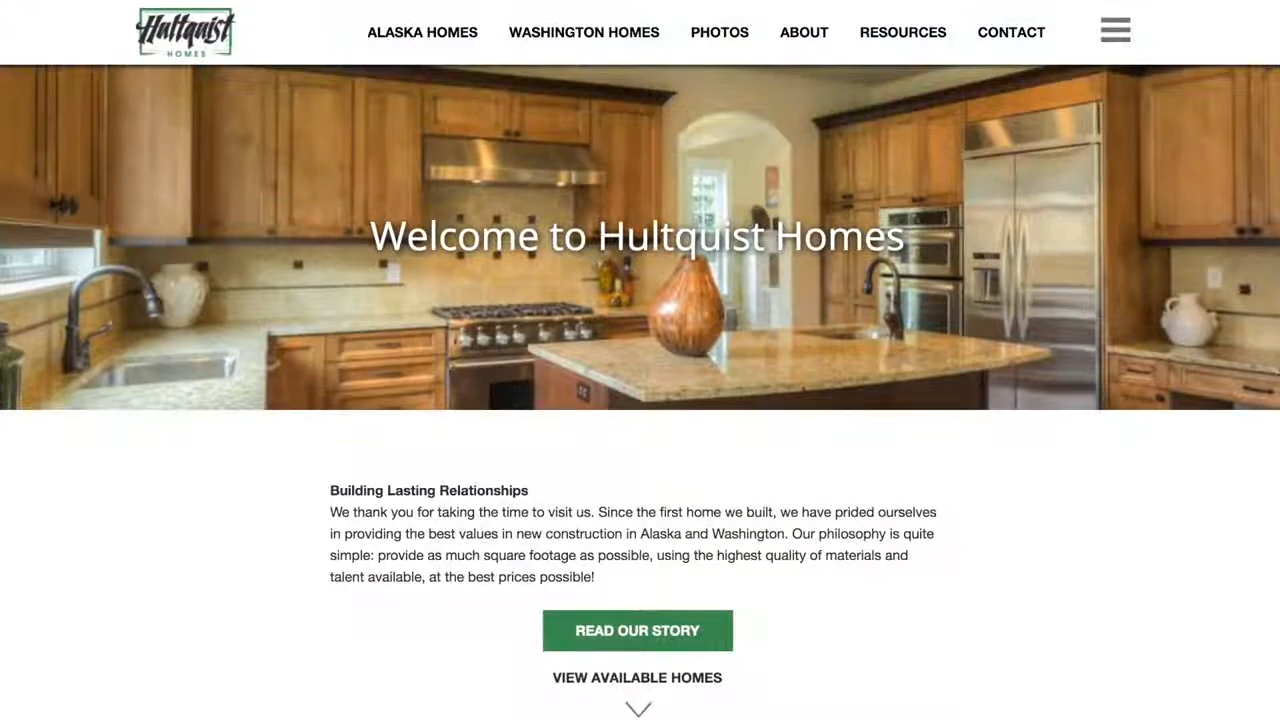 Hultquist
HOMES
ALASKA HOMES
WASHINGTON HOMES
PHOTOS
ABOUT
RESOURCES
CONTACT
Welcome to Hultquist Homes
Building Lasting Relationships
We thank you for taking the time to visit us. Since the first home we built, we have prided ourselves
in providing the best values in new construction in Alaska and Washington. Our philosophy is quite
simple: provide as much square footage as possible, using the highest quality of materials and
talent available, at the best prices possible!
READ OUR STORY
VIEW AVAILABLE HOMES